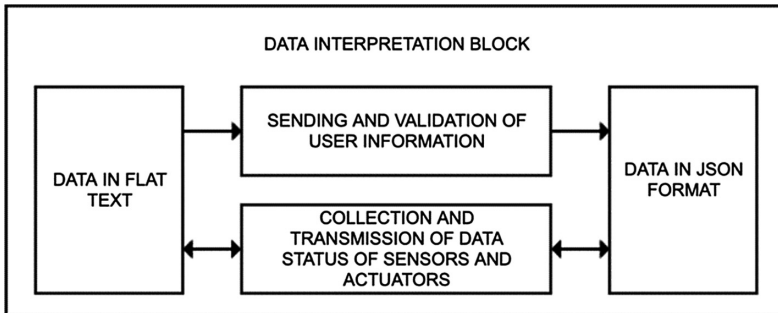 DATA INTERPRETATION BLOCK
DATA IN FLAT
TEXT
SENDING AND VALIDATION OF
USER INFORMATION
COLLECTION AND
TRANSMISSION OF DATA
STATUS OF SENSORS AND
ACTUATORS
DATA IN JSON
FORMAT